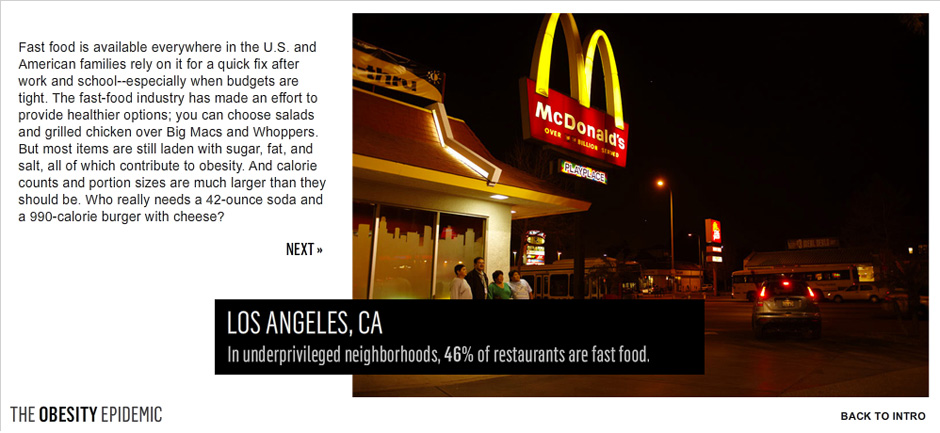 Fast food is available everywhere in the U.S. and
American families rely on it for a quick fix after
work and school--especially when budgets are
tight. The fast-food industry has made an effort to
provide healthier options; you can choose salads
and grilled chicken over Big Macs and Whoppers.
But most items are still laden with sugar, fat, and
salt, all of which contribute to obesity. And calorie
counts and portion sizes are much larger than they
should be. Who really needs a 42-ounce soda and
a 990-calorie burger with cheese?
NEXT »
McDonald's
OVER BILLION SERVED
PLAYPLACE
LOS ANGELES, CA
In underprivileged neighborhoods, 46% of restaurants are fast food.
THE OBESITY EPIDEMIC
BACK TO INTRO